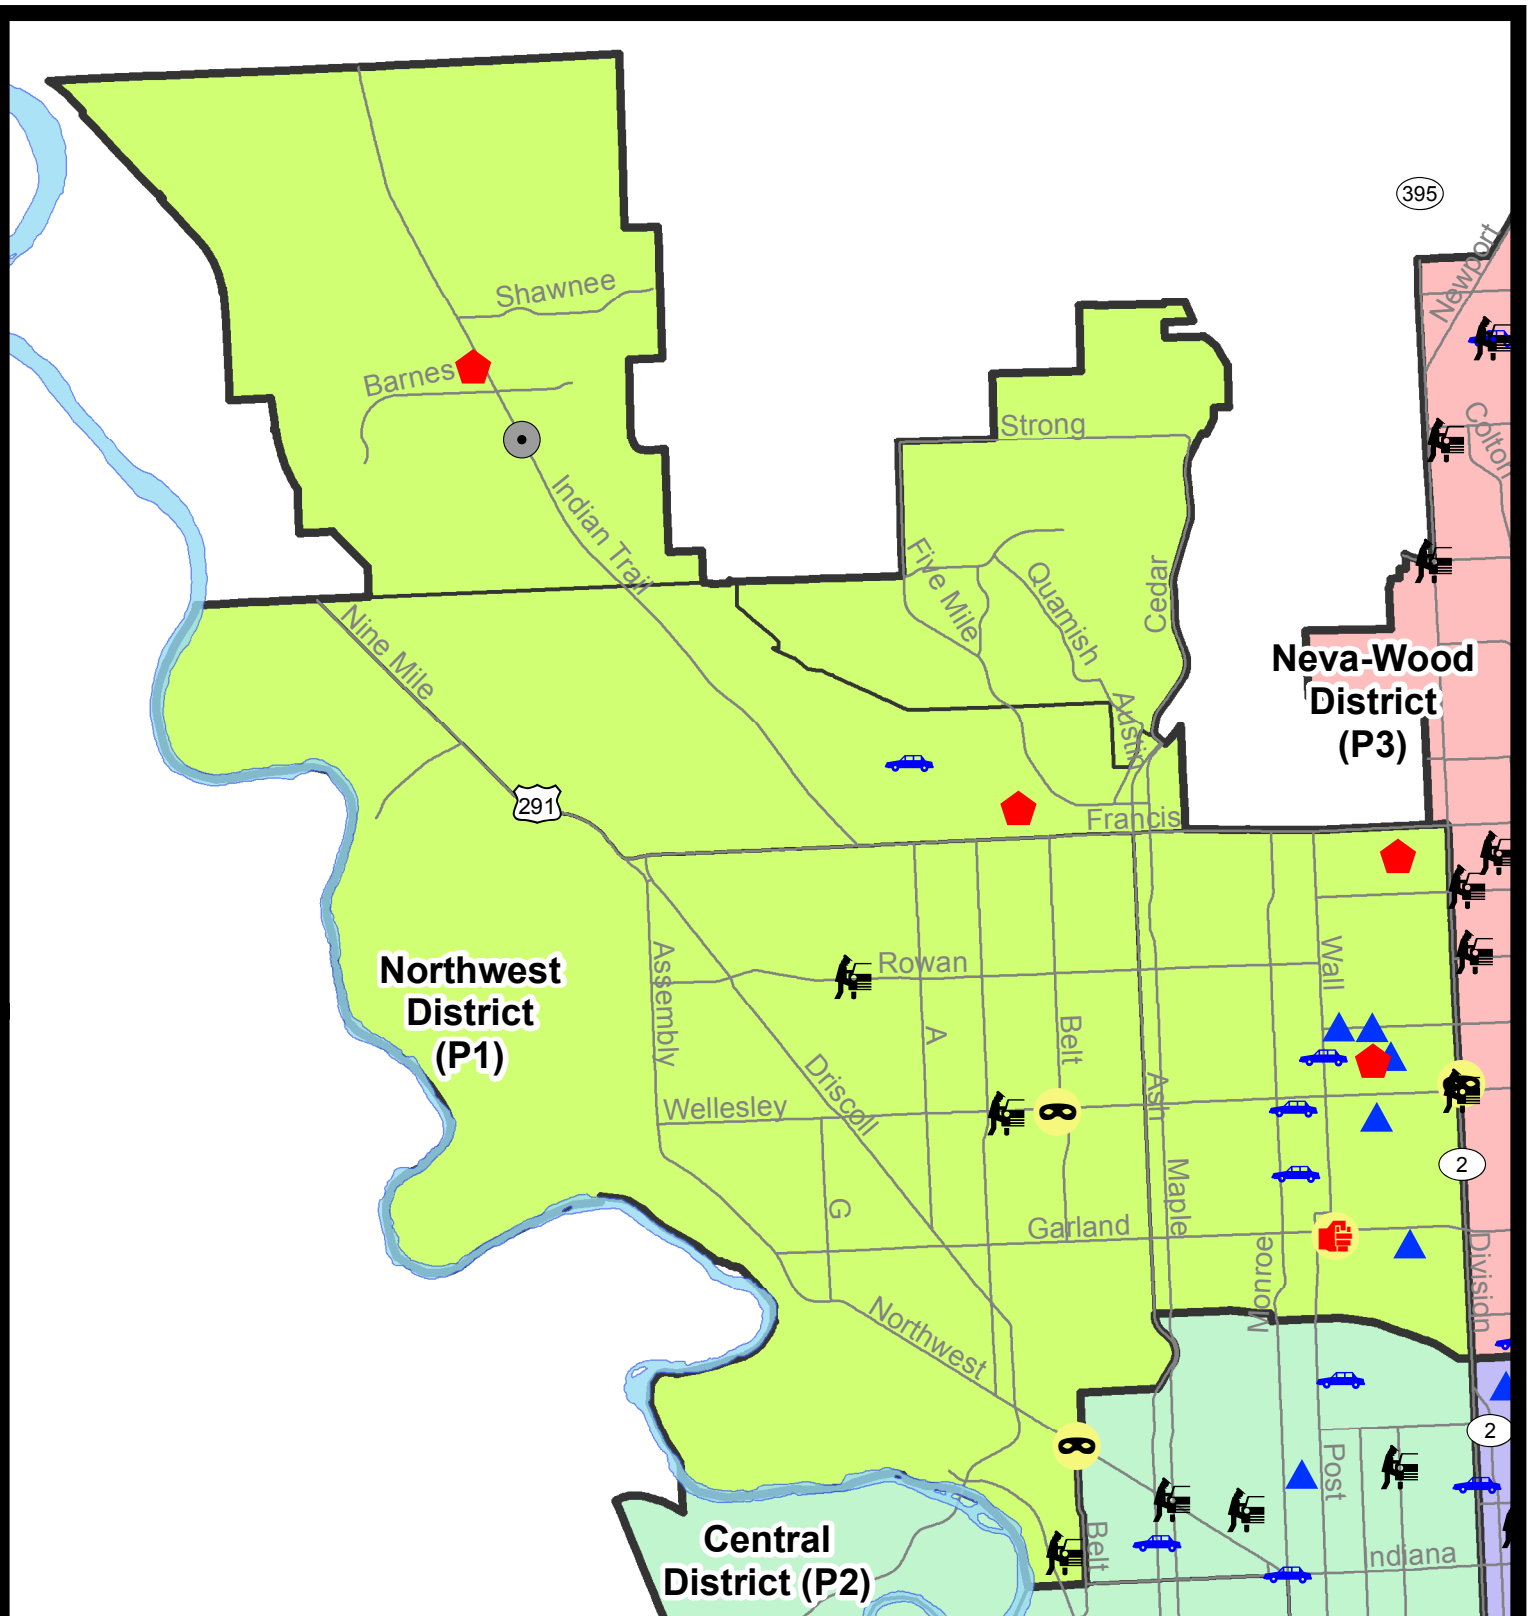 395
Newport
Shawnee
Barnes
Strong
Colton
Indian Trail
Five Mile
Quamish
Cedar
Nine Mile
Neva-Wood
District
(P3)
Austin
291
Francis
Northwest
District
(P1)
Assembly
Rowan
Wall
A
Belt
Driscoll
Ash
Wellesley
2
Maple
G
Garland
Monroe
Division
Northwest
2
Post
Central
District (P2)
Belt
ndiana